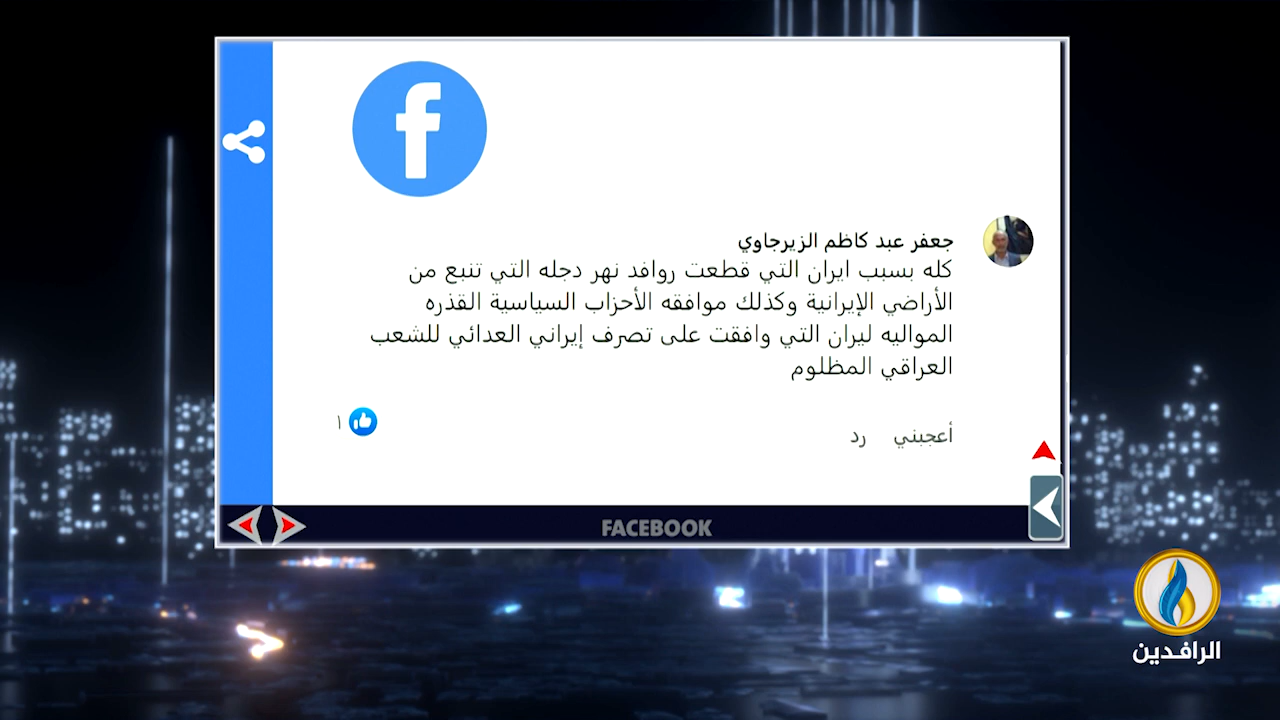 جعفر عبد كاظم الزيرجاوي
كله بسبب ايران التي قطعت روافد نهر دجله التي تنبع من
الأراضي الإيرانية وكذلك موافقه الأحزاب السياسية القذره
المواليه ليران التي وافقت على تصرف إيراني العدائي للشعب
العراقي المظلوم
١
أعجبني رد
FACEBOOK
الرافدين